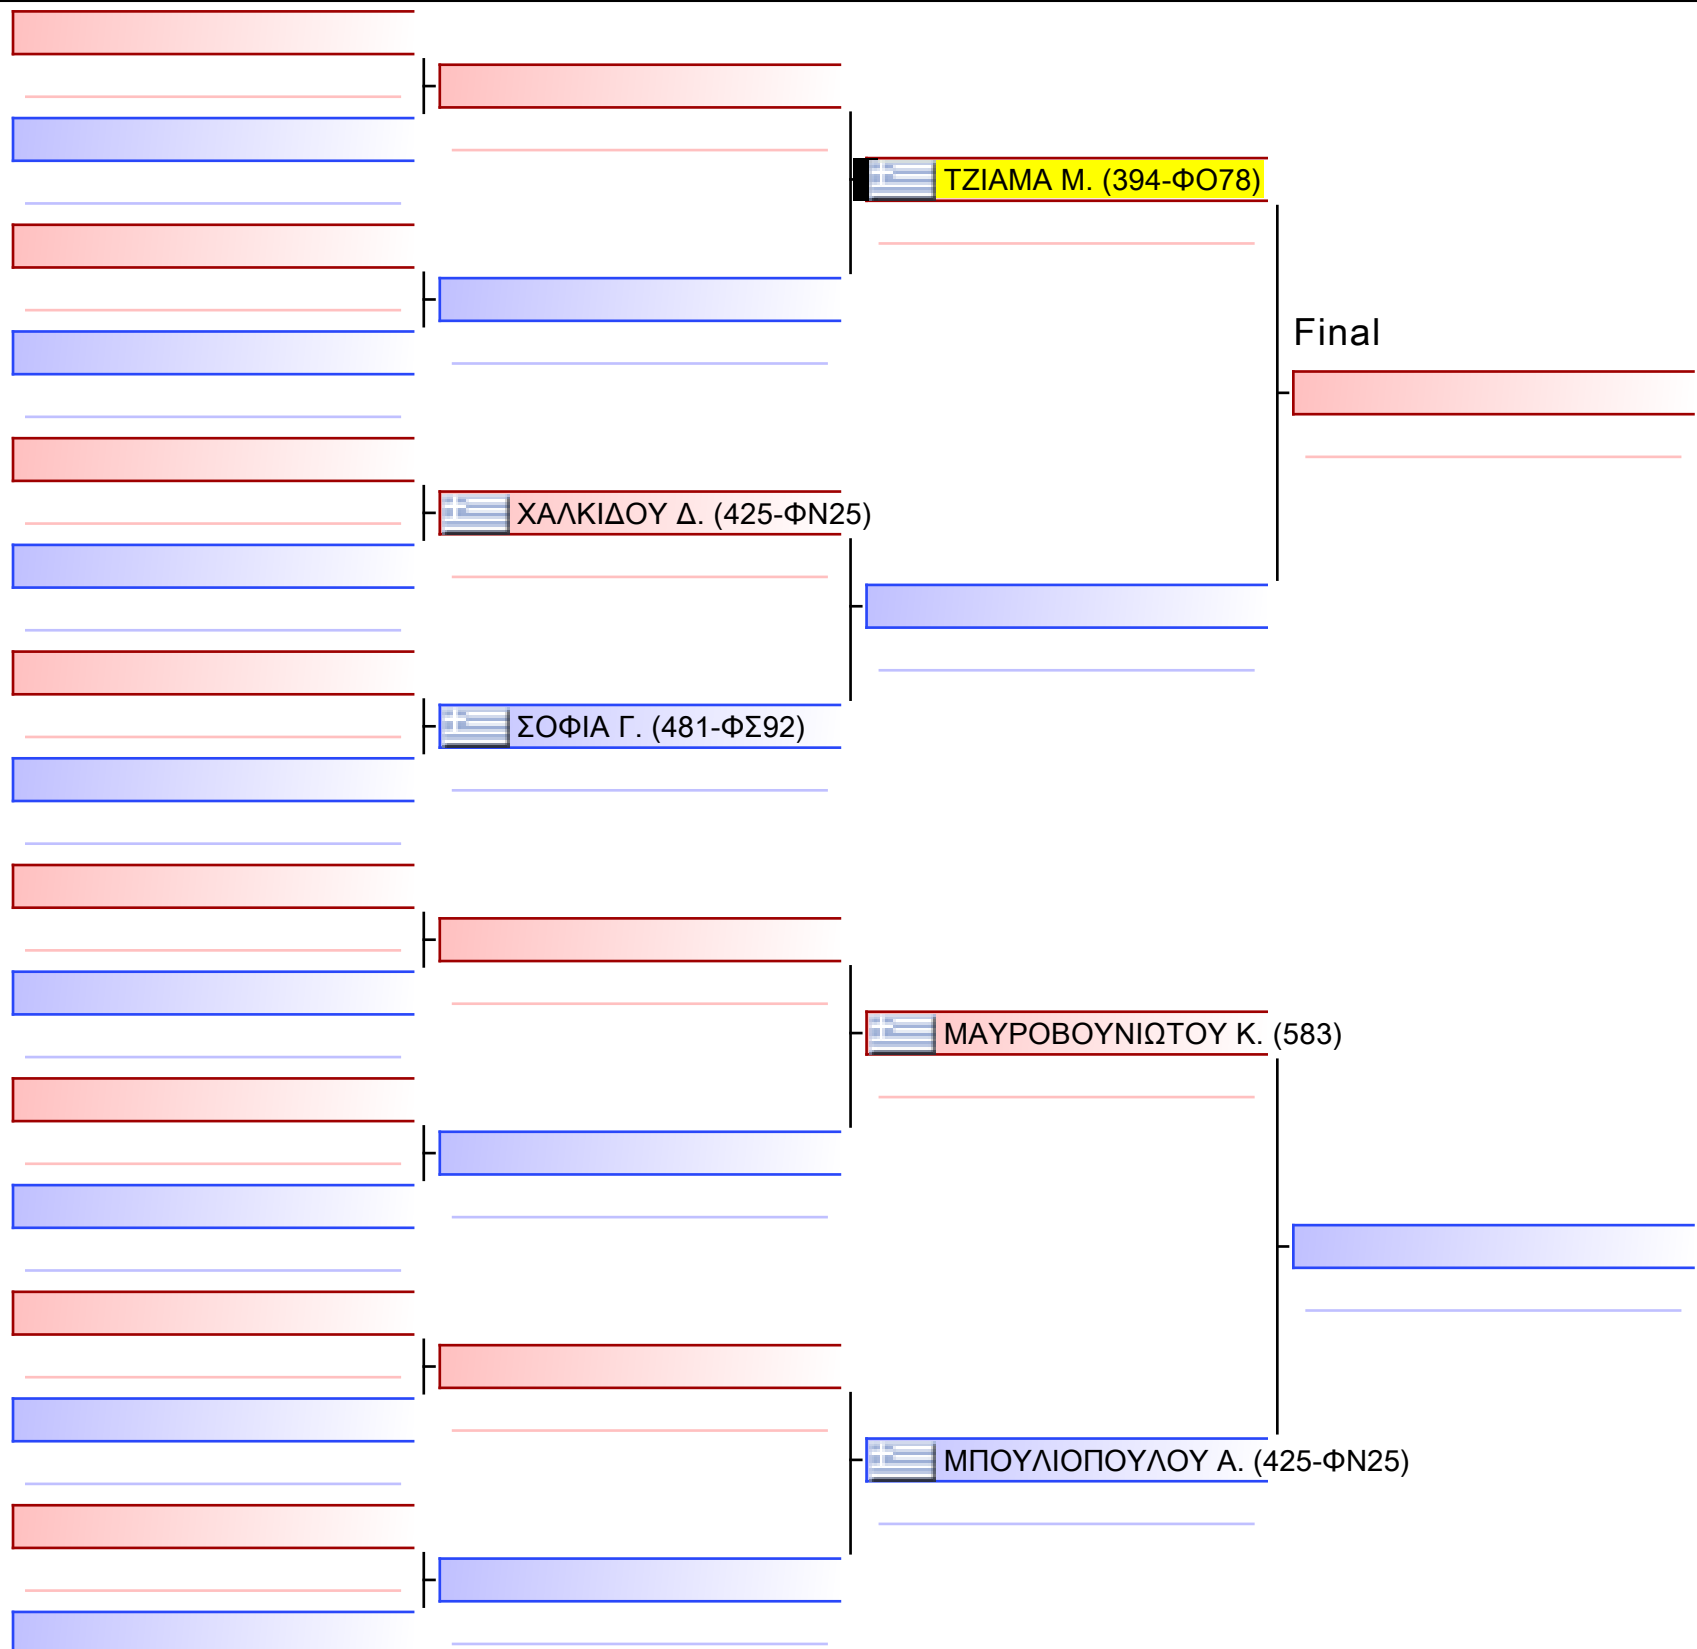 ΤΖΙΑΜΑ Μ. (394-ΦΟ78)
Final
ΧΑΛΚΙΔΟΥ Δ. (425-ΦΝ25)
ΣΟΦΙΑ Γ. (481-ΦΣ92)
ΜΑΥΡΟΒΟΥΝΙΩΤΟΥ Κ. (583)
ΜΠΟΥΛΙΟΠΟΥΛΟΥ Α. (425-ΦΝ25)